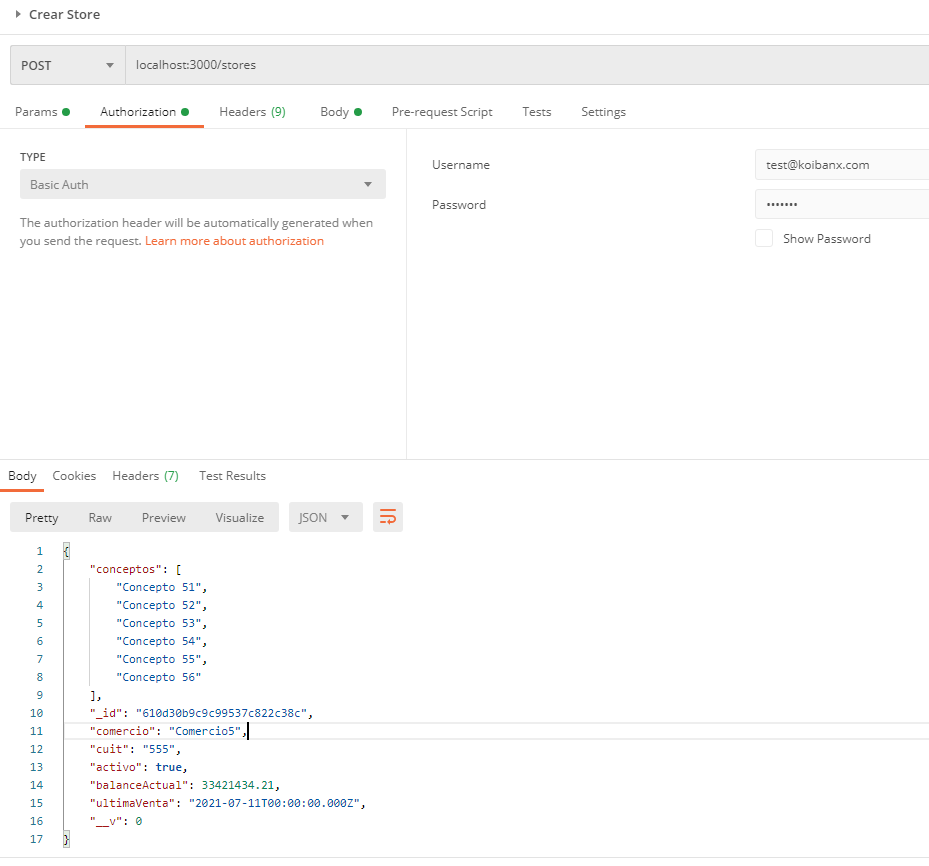 Crear Store
POST localhost:3000/stores
Params Authorization Headers (9) Body Pre-request Script Tests Settings
TYPE
Basic Auth
The authorization header will be automatically generated when
you send the request. Learn more about authorization
Username test@koibanx.com
Password •••••••
Show Password
Body Cookies Headers (7) Test Results
Pretty Raw Preview Visualize JSON
1 {
2 "conceptos": [
3 "Concepto 51",
4 "Concepto 52",
5 "Concepto 53",
6 "Concepto 54",
7 "Concepto 55",
8 "Concepto 56"
9 ],
10 "_id": "610d30b9c9c99537c822c38c",
11 "comercio": "Comercio5",
12 "cuit": "555",
13 "activo": true,
14 "balanceActual": 33421434.21,
15 "ultimaVenta": "2021-07-11T00:00:00.000Z",
16 "__v": 0
17 }